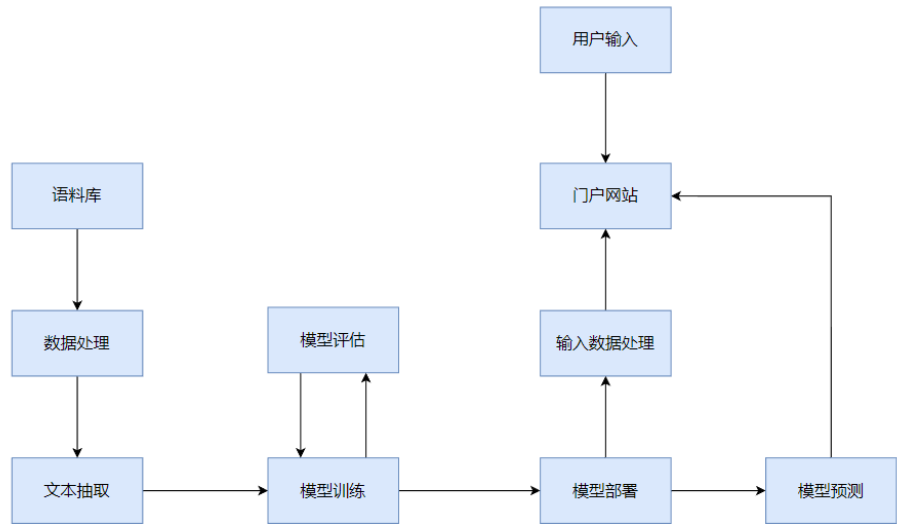 用户输入
语料库
门户网站
数据处理
模型评估
输入数据处理
文本抽取
模型训练
模型部署
模型预测